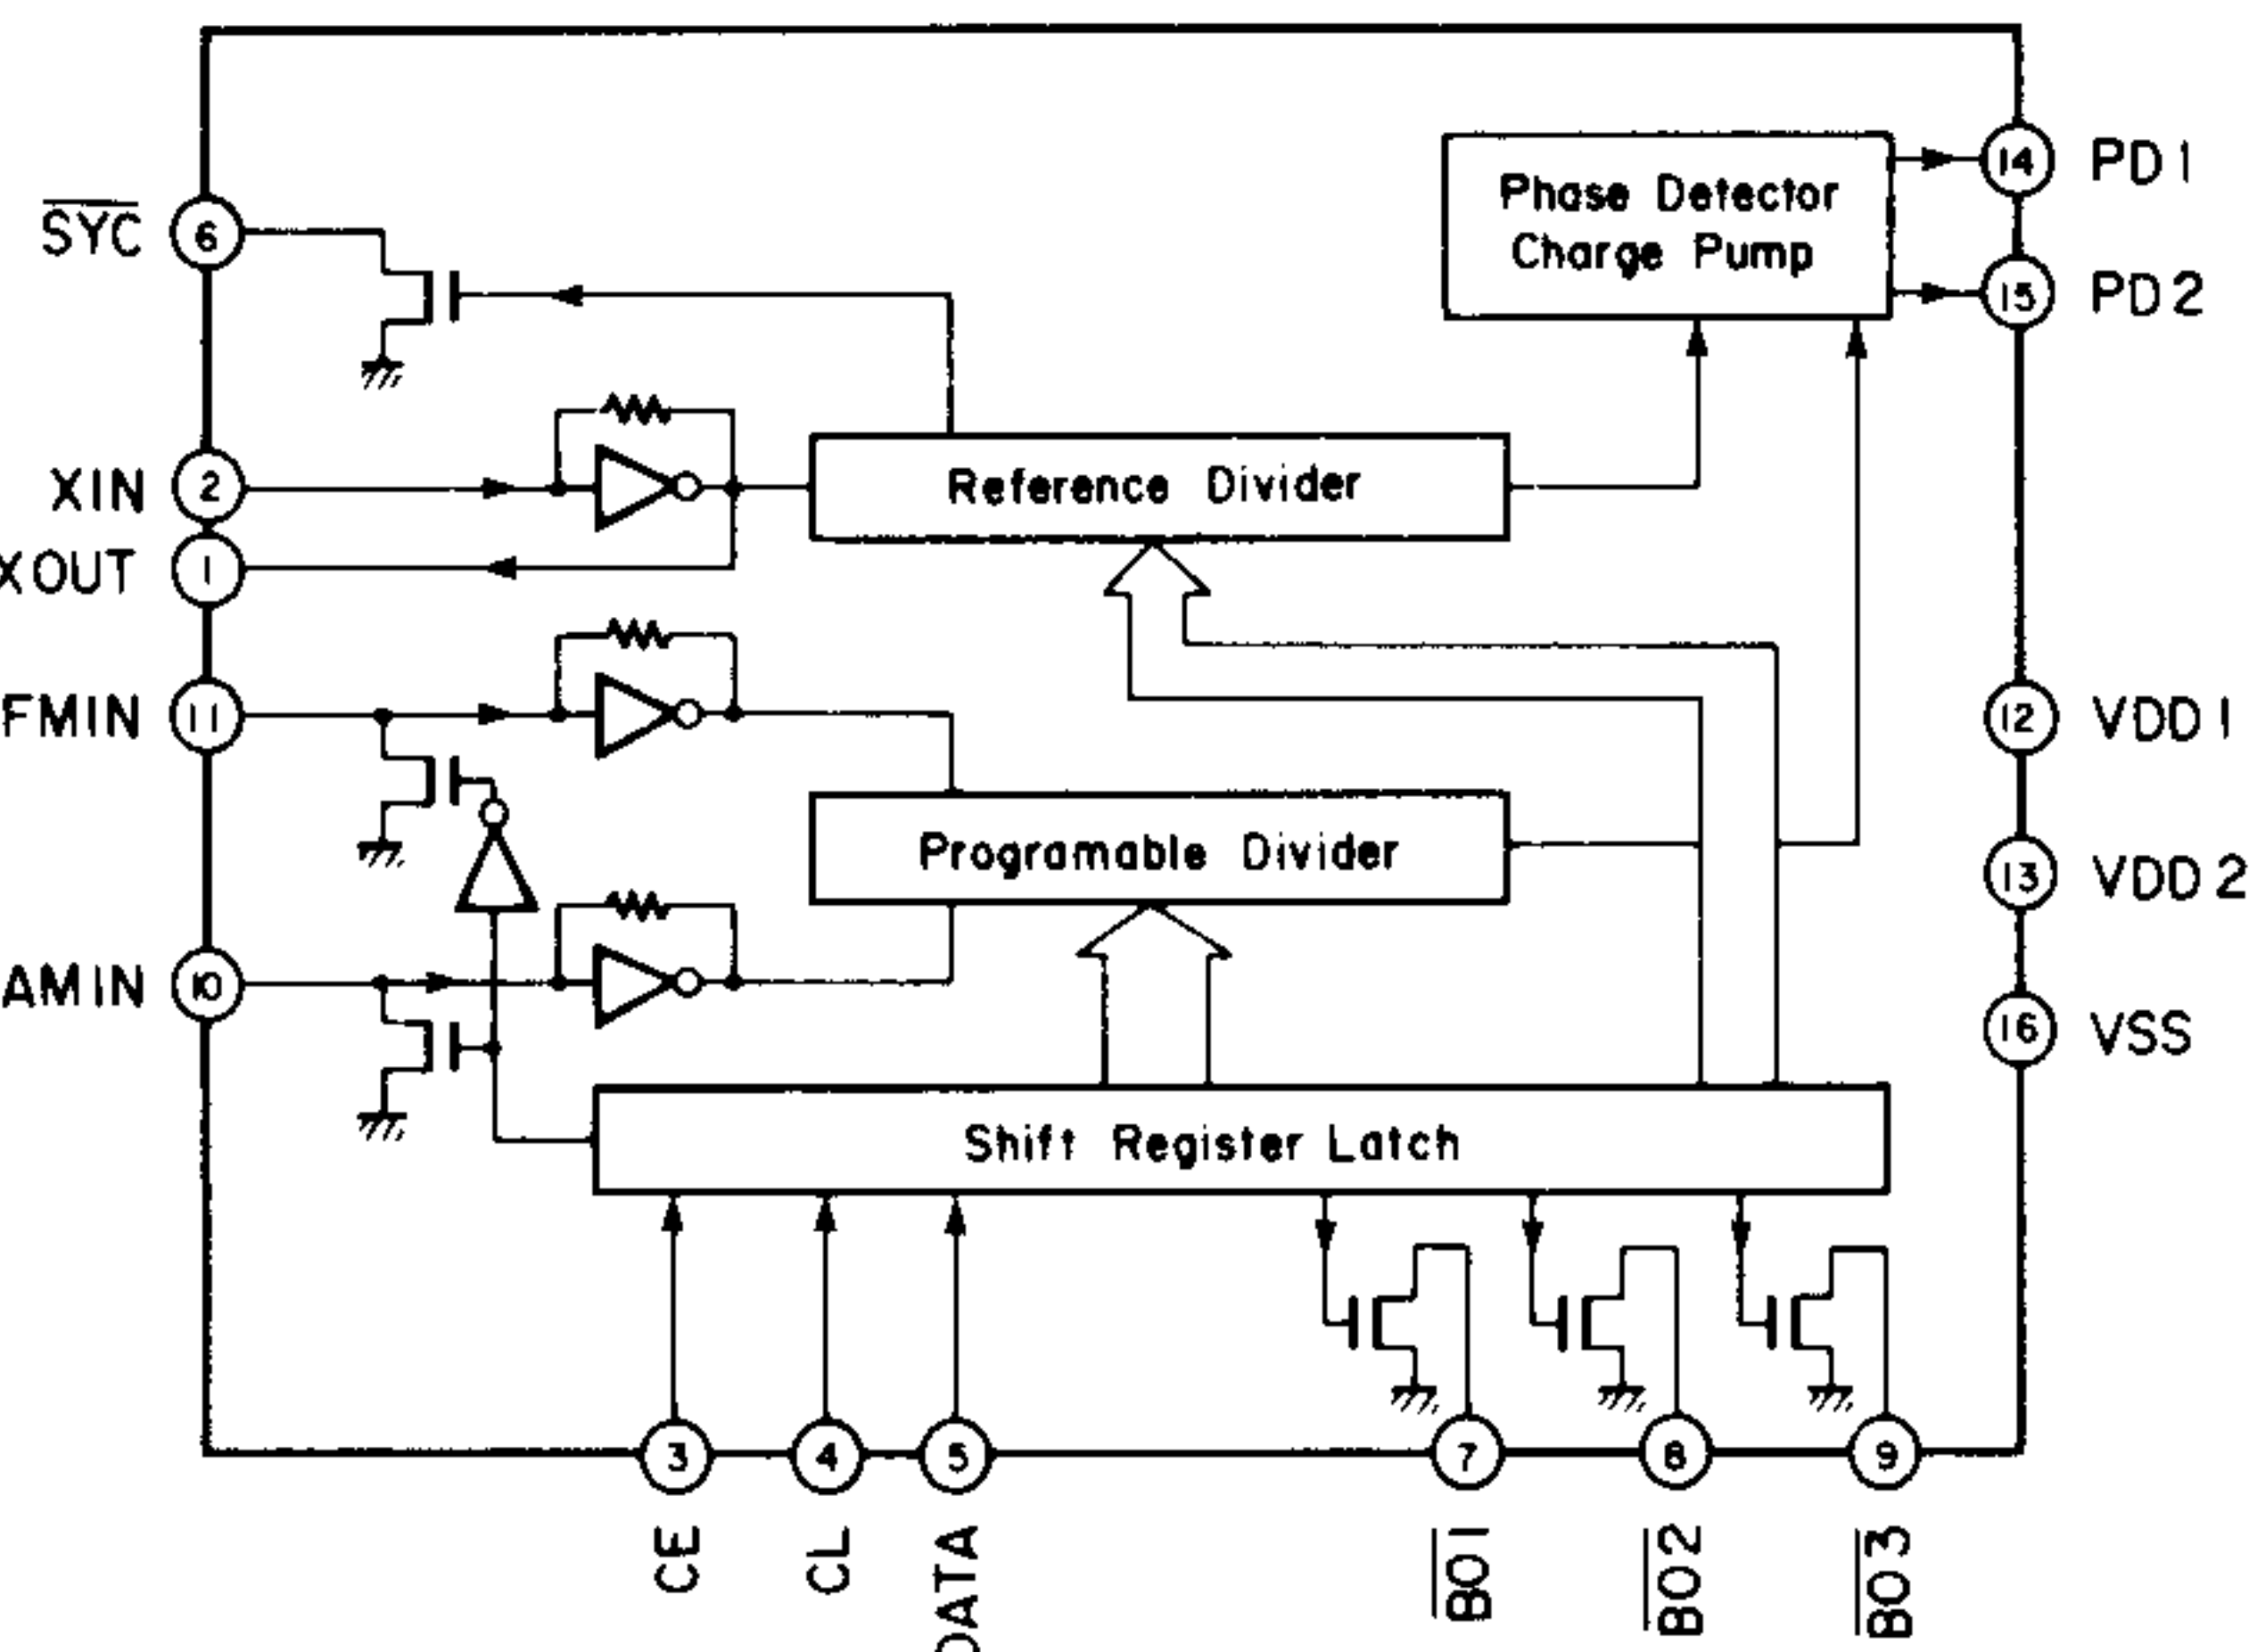 PD1
14
Phase Detector
Charge Pump
SYC
6
PD2
15
XIN
2
Reference Divider
XOUT
1
FMIN
11
12
VDD1
Programable Divider
13
VDD2
AMIN
10
16
VSS
Shift Register Latch
3
4
5
7
8
9
CE
CL
DATA
BO1
BO2
BO3